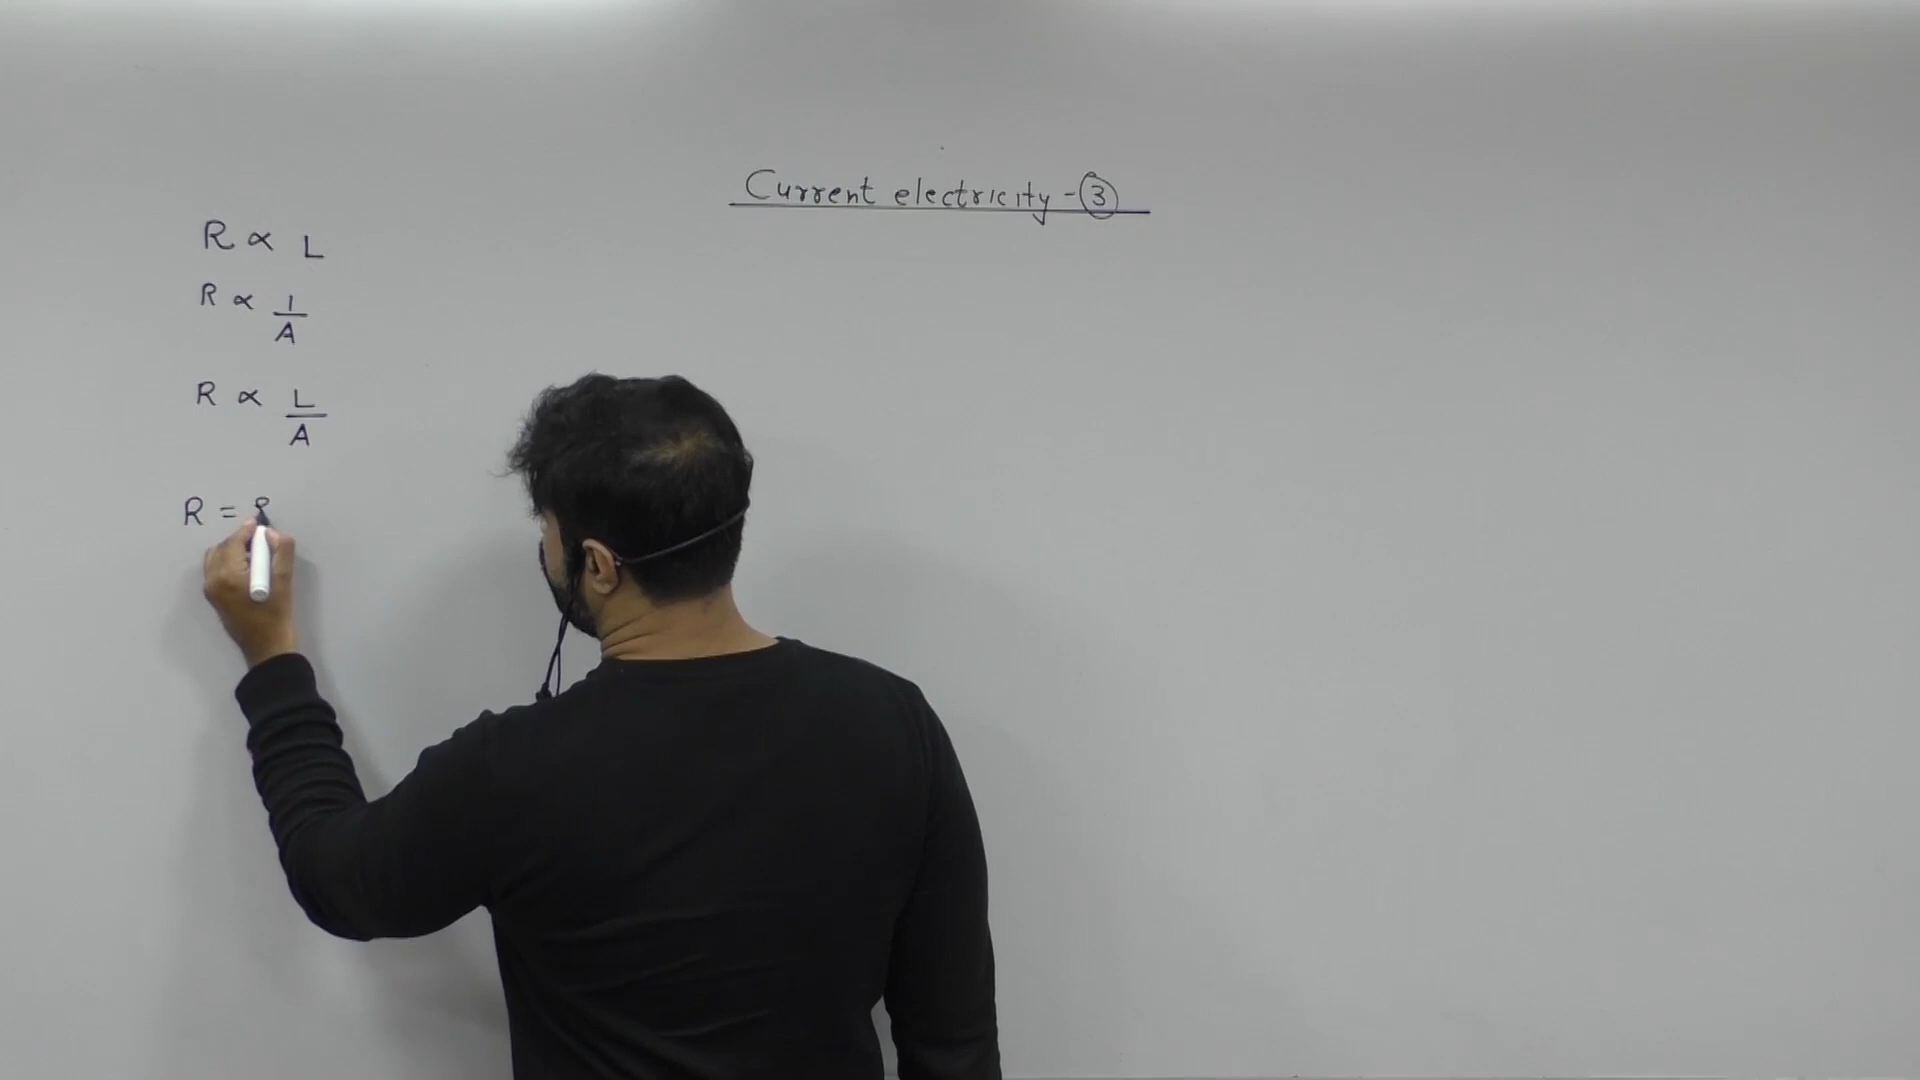 Current electricity - 3
R ∝ L
R ∝ 1/A
R ∝ L/A
R =